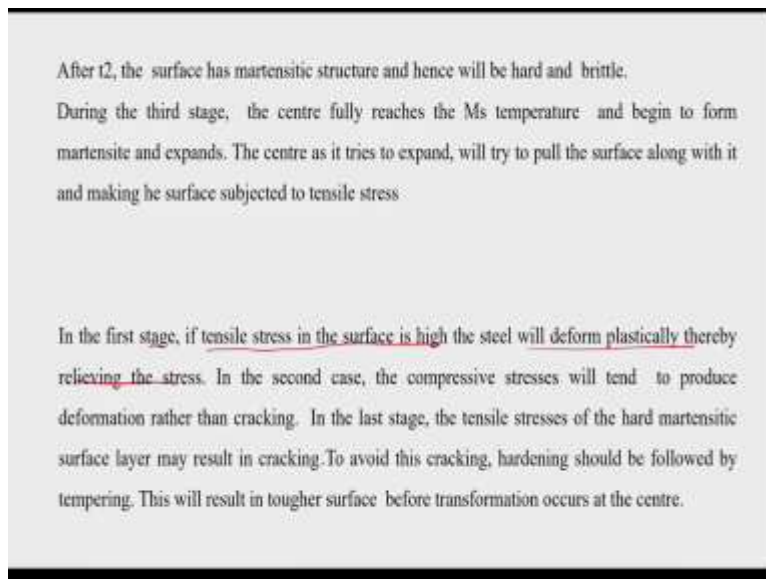 After t2, the surface has martensitic structure and hence will be hard and brittle.
During the third stage, the centre fully reaches the Ms temperature and begin to form
martensite and expands. The centre as it tries to expand, will try to pull the surface along with it
and making he surface subjected to tensile stress
In the first stage, if tensile stress in the surface is high the steel will deform plastically thereby
relieving the stress. In the second case, the compressive stresses will tend to produce
deformation rather than cracking. In the last stage, the tensile stresses of the hard martensitic
surface layer may result in cracking.To avoid this cracking, hardening should be followed by
tempering. This will result in tougher surface before transformation occurs at the centre.